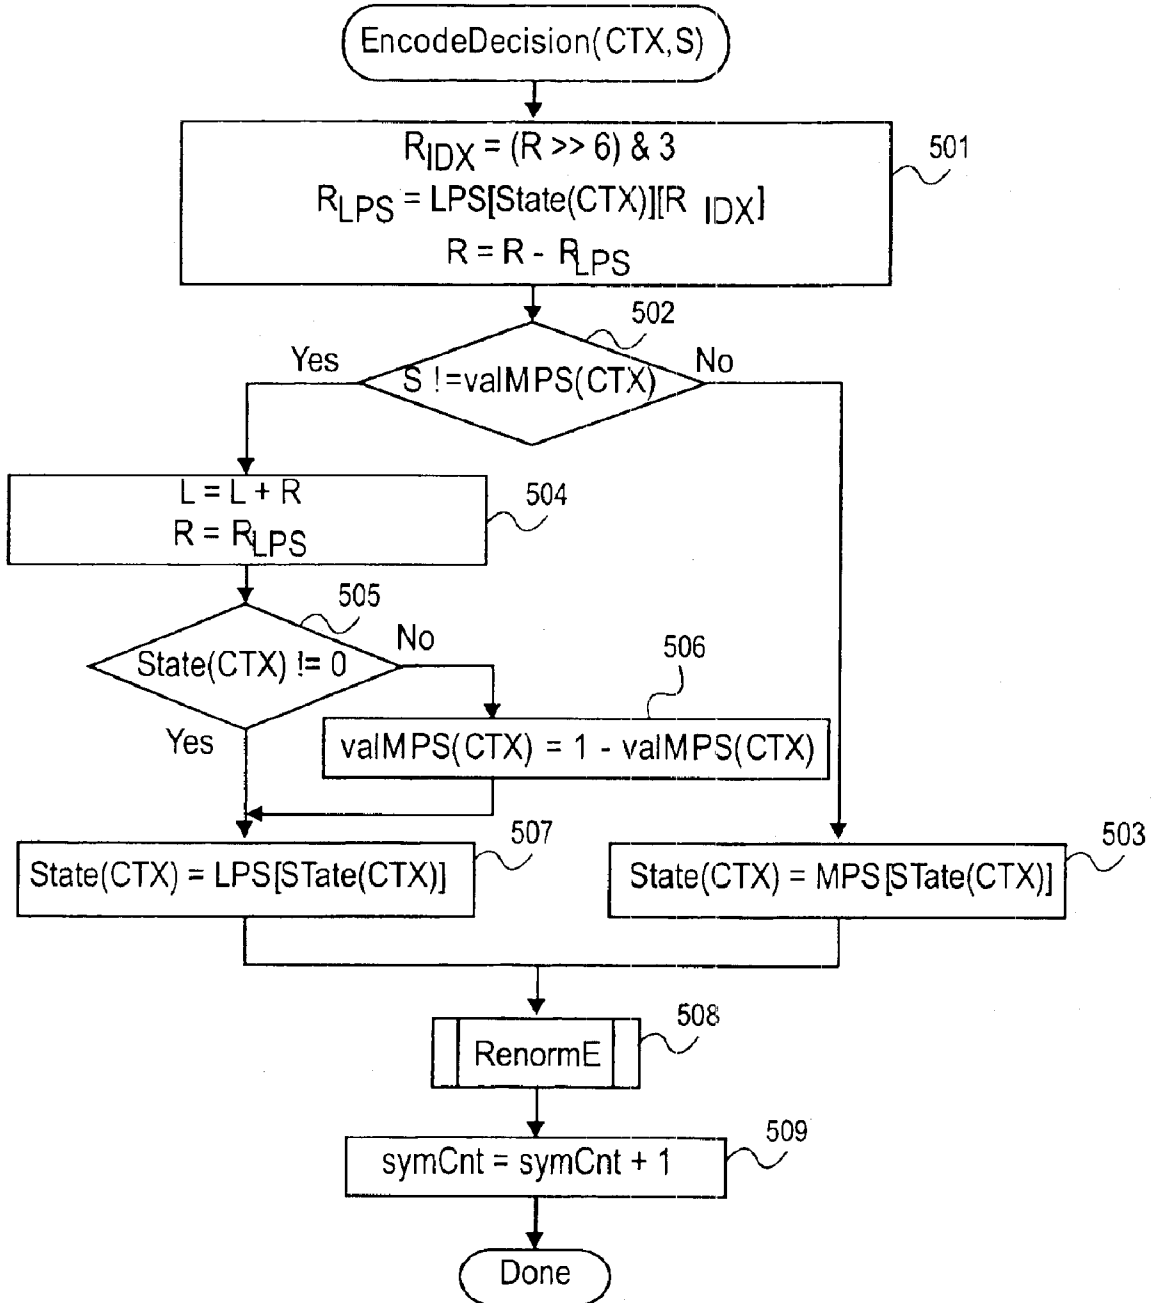 EncodeDecision(CTX,S)
RIDX = (R >> 6) & 3
501
RLPS = LPS[State(CTX)][R IDX]
R = R - RLPS
502
Yes
No
S !=valMPS(CTX)
L = L + R
504
R = RLPS
505
No
State(CTX) != 0
506
Yes
valMPS(CTX) = 1 - valMPS(CTX)
507
503
State(CTX) = LPS[STate(CTX)]
State(CTX) = MPS[STate(CTX)]
508
RenormE
509
symCnt = symCnt + 1
Done